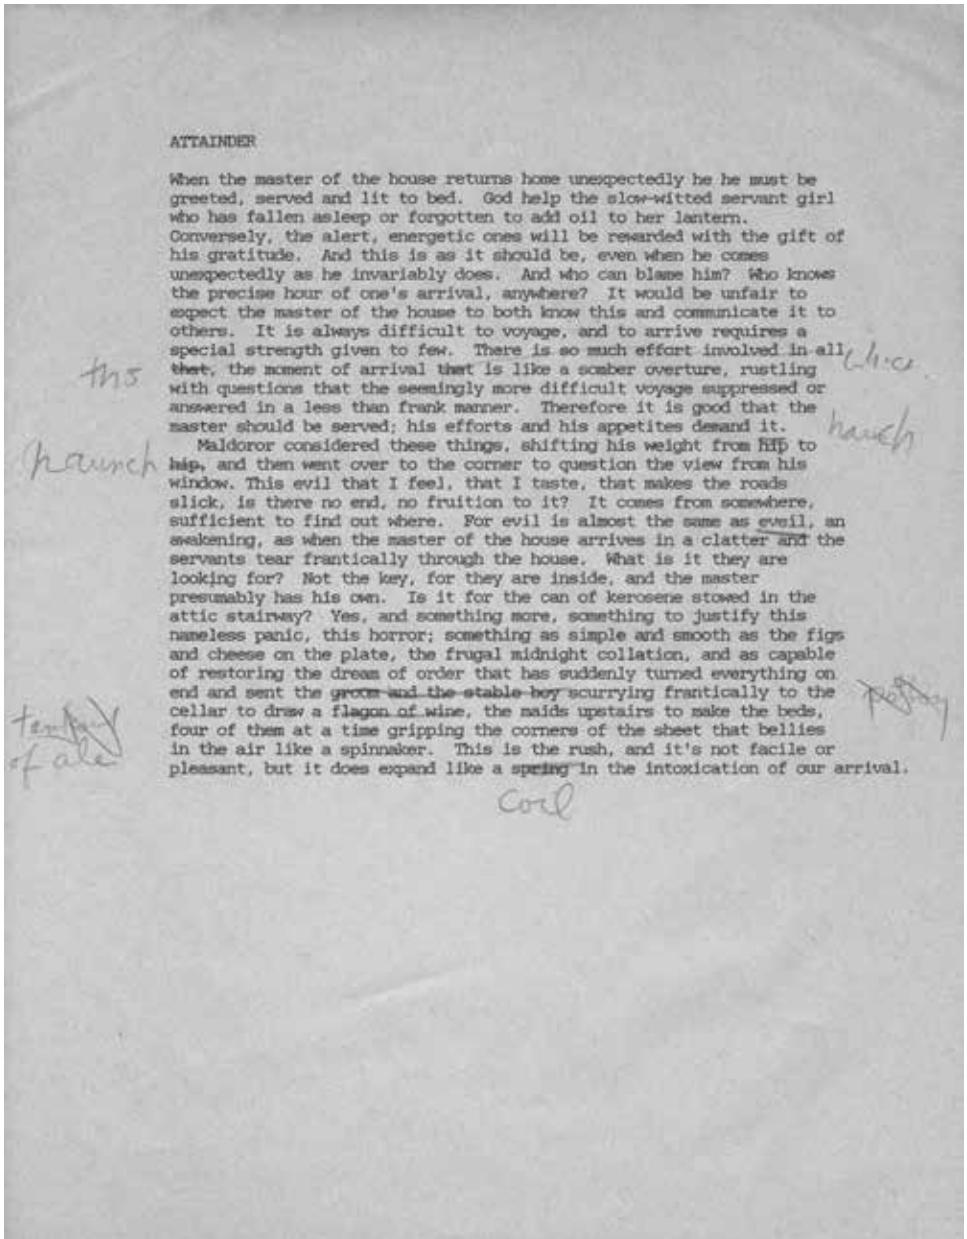 ATTAINDER
When the master of the house returns home unexpectedly he he must be
greeted, served and lit to bed. God help the slow-witted servant girl
who has fallen asleep or forgotten to add oil to her lantern.
Conversely, the alert, energetic ones will be rewarded with the gift of
his gratitude. And this is as it should be, even when he comes
unexpectedly as he invariably does. And who can blame him? Who knows
the precise hour of one's arrival, anywhere? It would be unfair to
expect the master of the house to both know this and communicate it to
others. It is always difficult to voyage, and to arrive requires a
special strength given to few. There is so much effort involved in all
this that, the moment of arrival that is like a somber overture, rustling
with questions that the seemingly more difficult voyage suppressed or
answered in a less than frank manner. Therefore it is good that the
master should be served; his efforts and his appetites demand it.
Maldoror considered these things, shifting his weight from hip to haunch
haunch hip, and then went over to the corner to question the view from his
window. This evil that I feel, that I taste, that makes the roads
slick, is there no end, no fruition to it? It comes from somewhere,
sufficient to find out where. For evil is almost the same as eveil, an
awakening, as when the master of the house arrives in a clatter and the
servants tear frantically through the house. What is it they are
looking for? Not the key, for they are inside, and the master
presumably has his own. Is it for the can of kerosene stowed in the
attic stairway? Yes, and something more, something to justify this
nameless panic, this horror; something as simple and smooth as the figs
and cheese on the plate, the frugal midnight collation, and as capable
of restoring the dream of order that has suddenly turned everything on
end and sent the groom and the stable boy scurrying frantically to the
cellar to draw a flagon of wine, the maids upstairs to make the beds,
of ale
four of them at a time gripping the corners of the sheet that bellies
in the air like a spinnaker. This is the rush, and it's not facile or
pleasant, but it does expand like a spring in the intoxication of our arrival.
coil